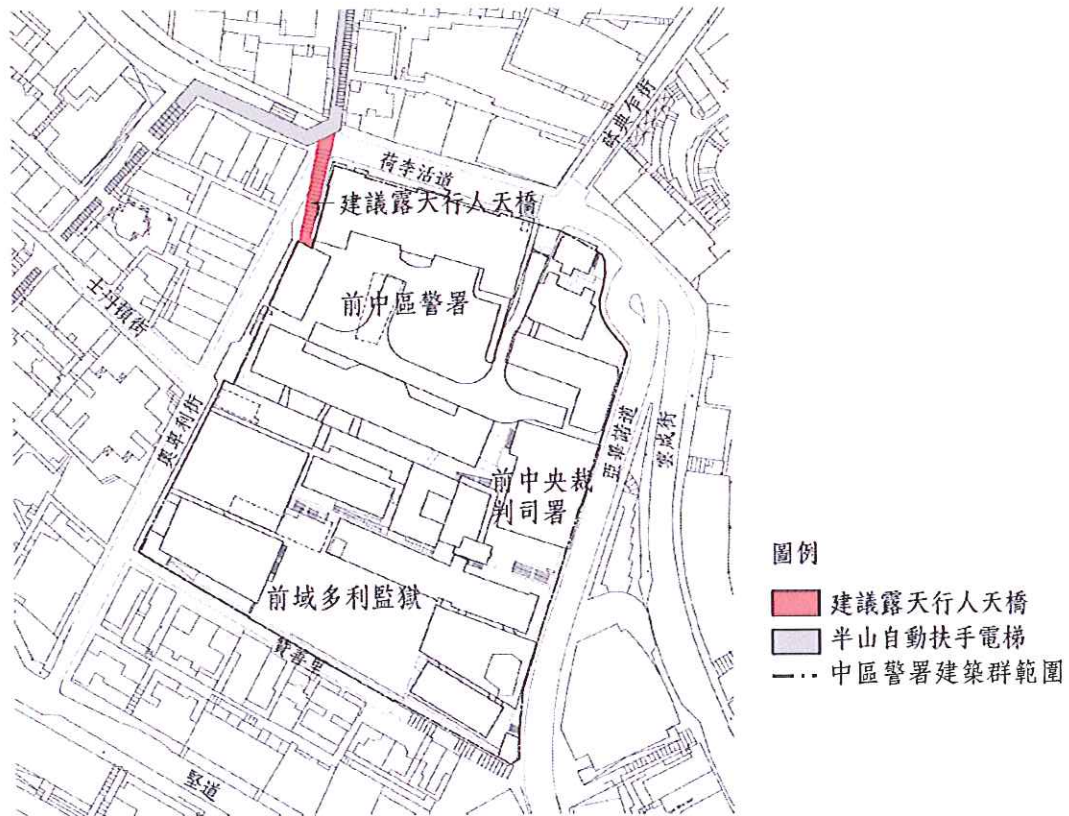 荷李活道
德典乍街
建議露天行人天橋
前中區警署
士丹頓街
奧卑利街
亞畢諾道
雲咸街
前中央裁
判司署
前域多利監獄
贊善里
堅道
圖例
建議露天行人天橋
半山自動扶手電梯
中區警署建築群範圍